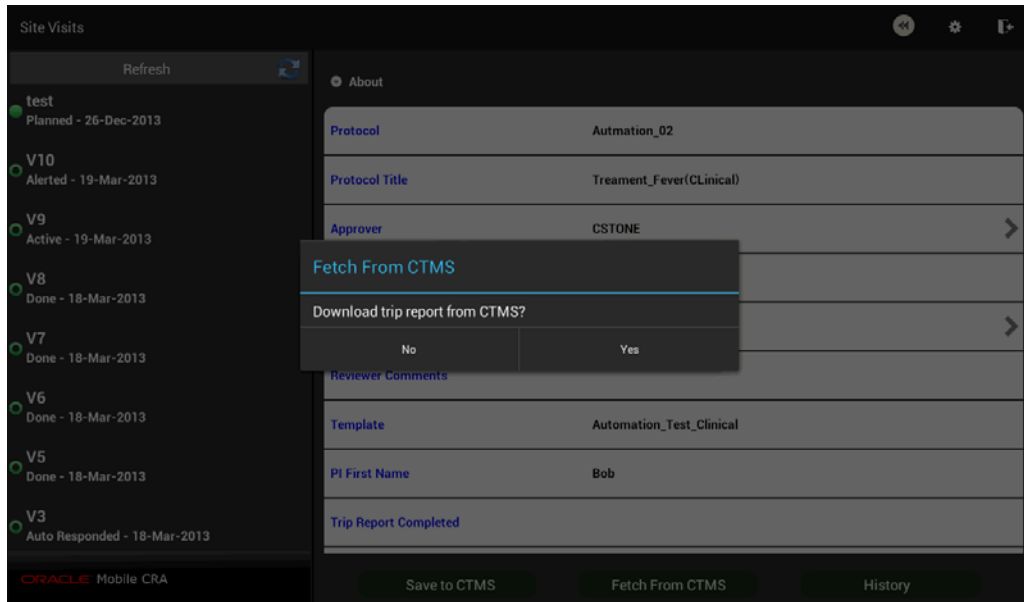 Site Visits
Refresh
test
Planned - 26-Dec-2013
V10
Alerted - 19-Mar-2013
V9
Active - 19-Mar-2013
V8
Done - 18-Mar-2013
V7
Done - 18-Mar-2013
V6
Done - 18-Mar-2013
V5
Done - 18-Mar-2013
V3
Auto Responded - 18-Mar-2013
ORACLE Mobile CRA
About
Protocol Autmation_02
Protocol Title Treament_Fever(CLinical)
Approver CSTONE
Fetch From CTMS
Download trip report from CTMS?
No Yes
Reviewer Comments
Template Automation_Test_Clinical
PI First Name Bob
Trip Report Completed
Save to CTMS Fetch From CTMS History